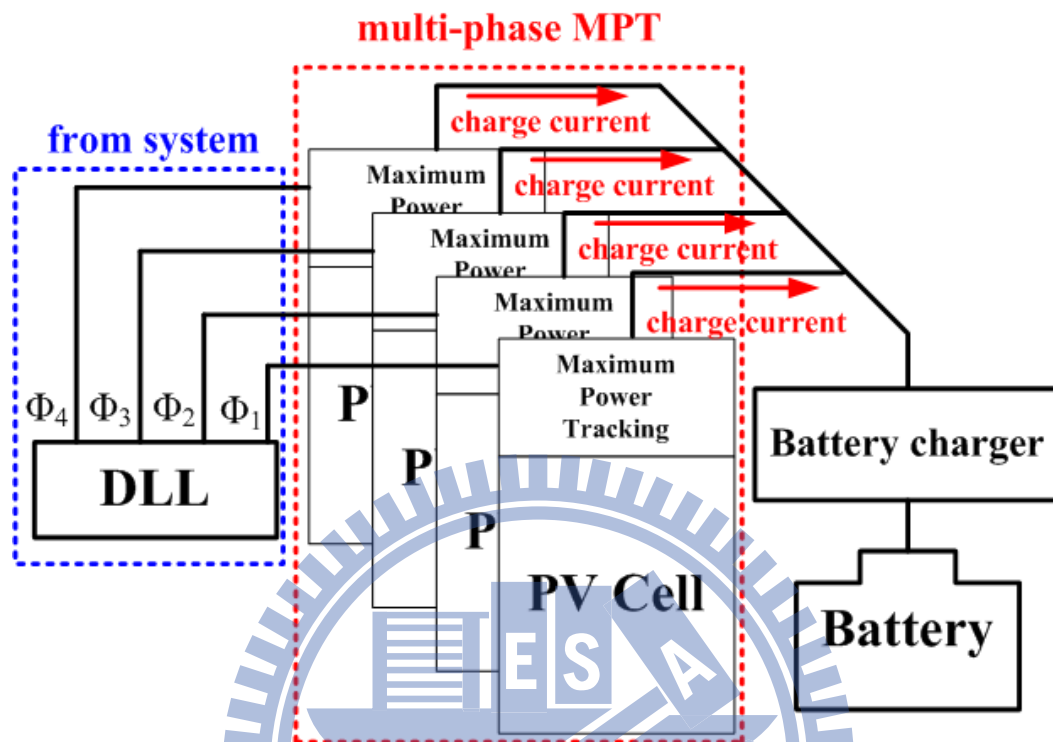 multi-phase MPT
from system
charge current
charge current
charge current
charge current
Maximum
Power
Maximum
Power
Maximum
Power
Maximum
Power
Tracking
Φ4 Φ3 Φ2 Φ1
DLL
P
P
P
PV Cell
Battery charger
Battery
E S A